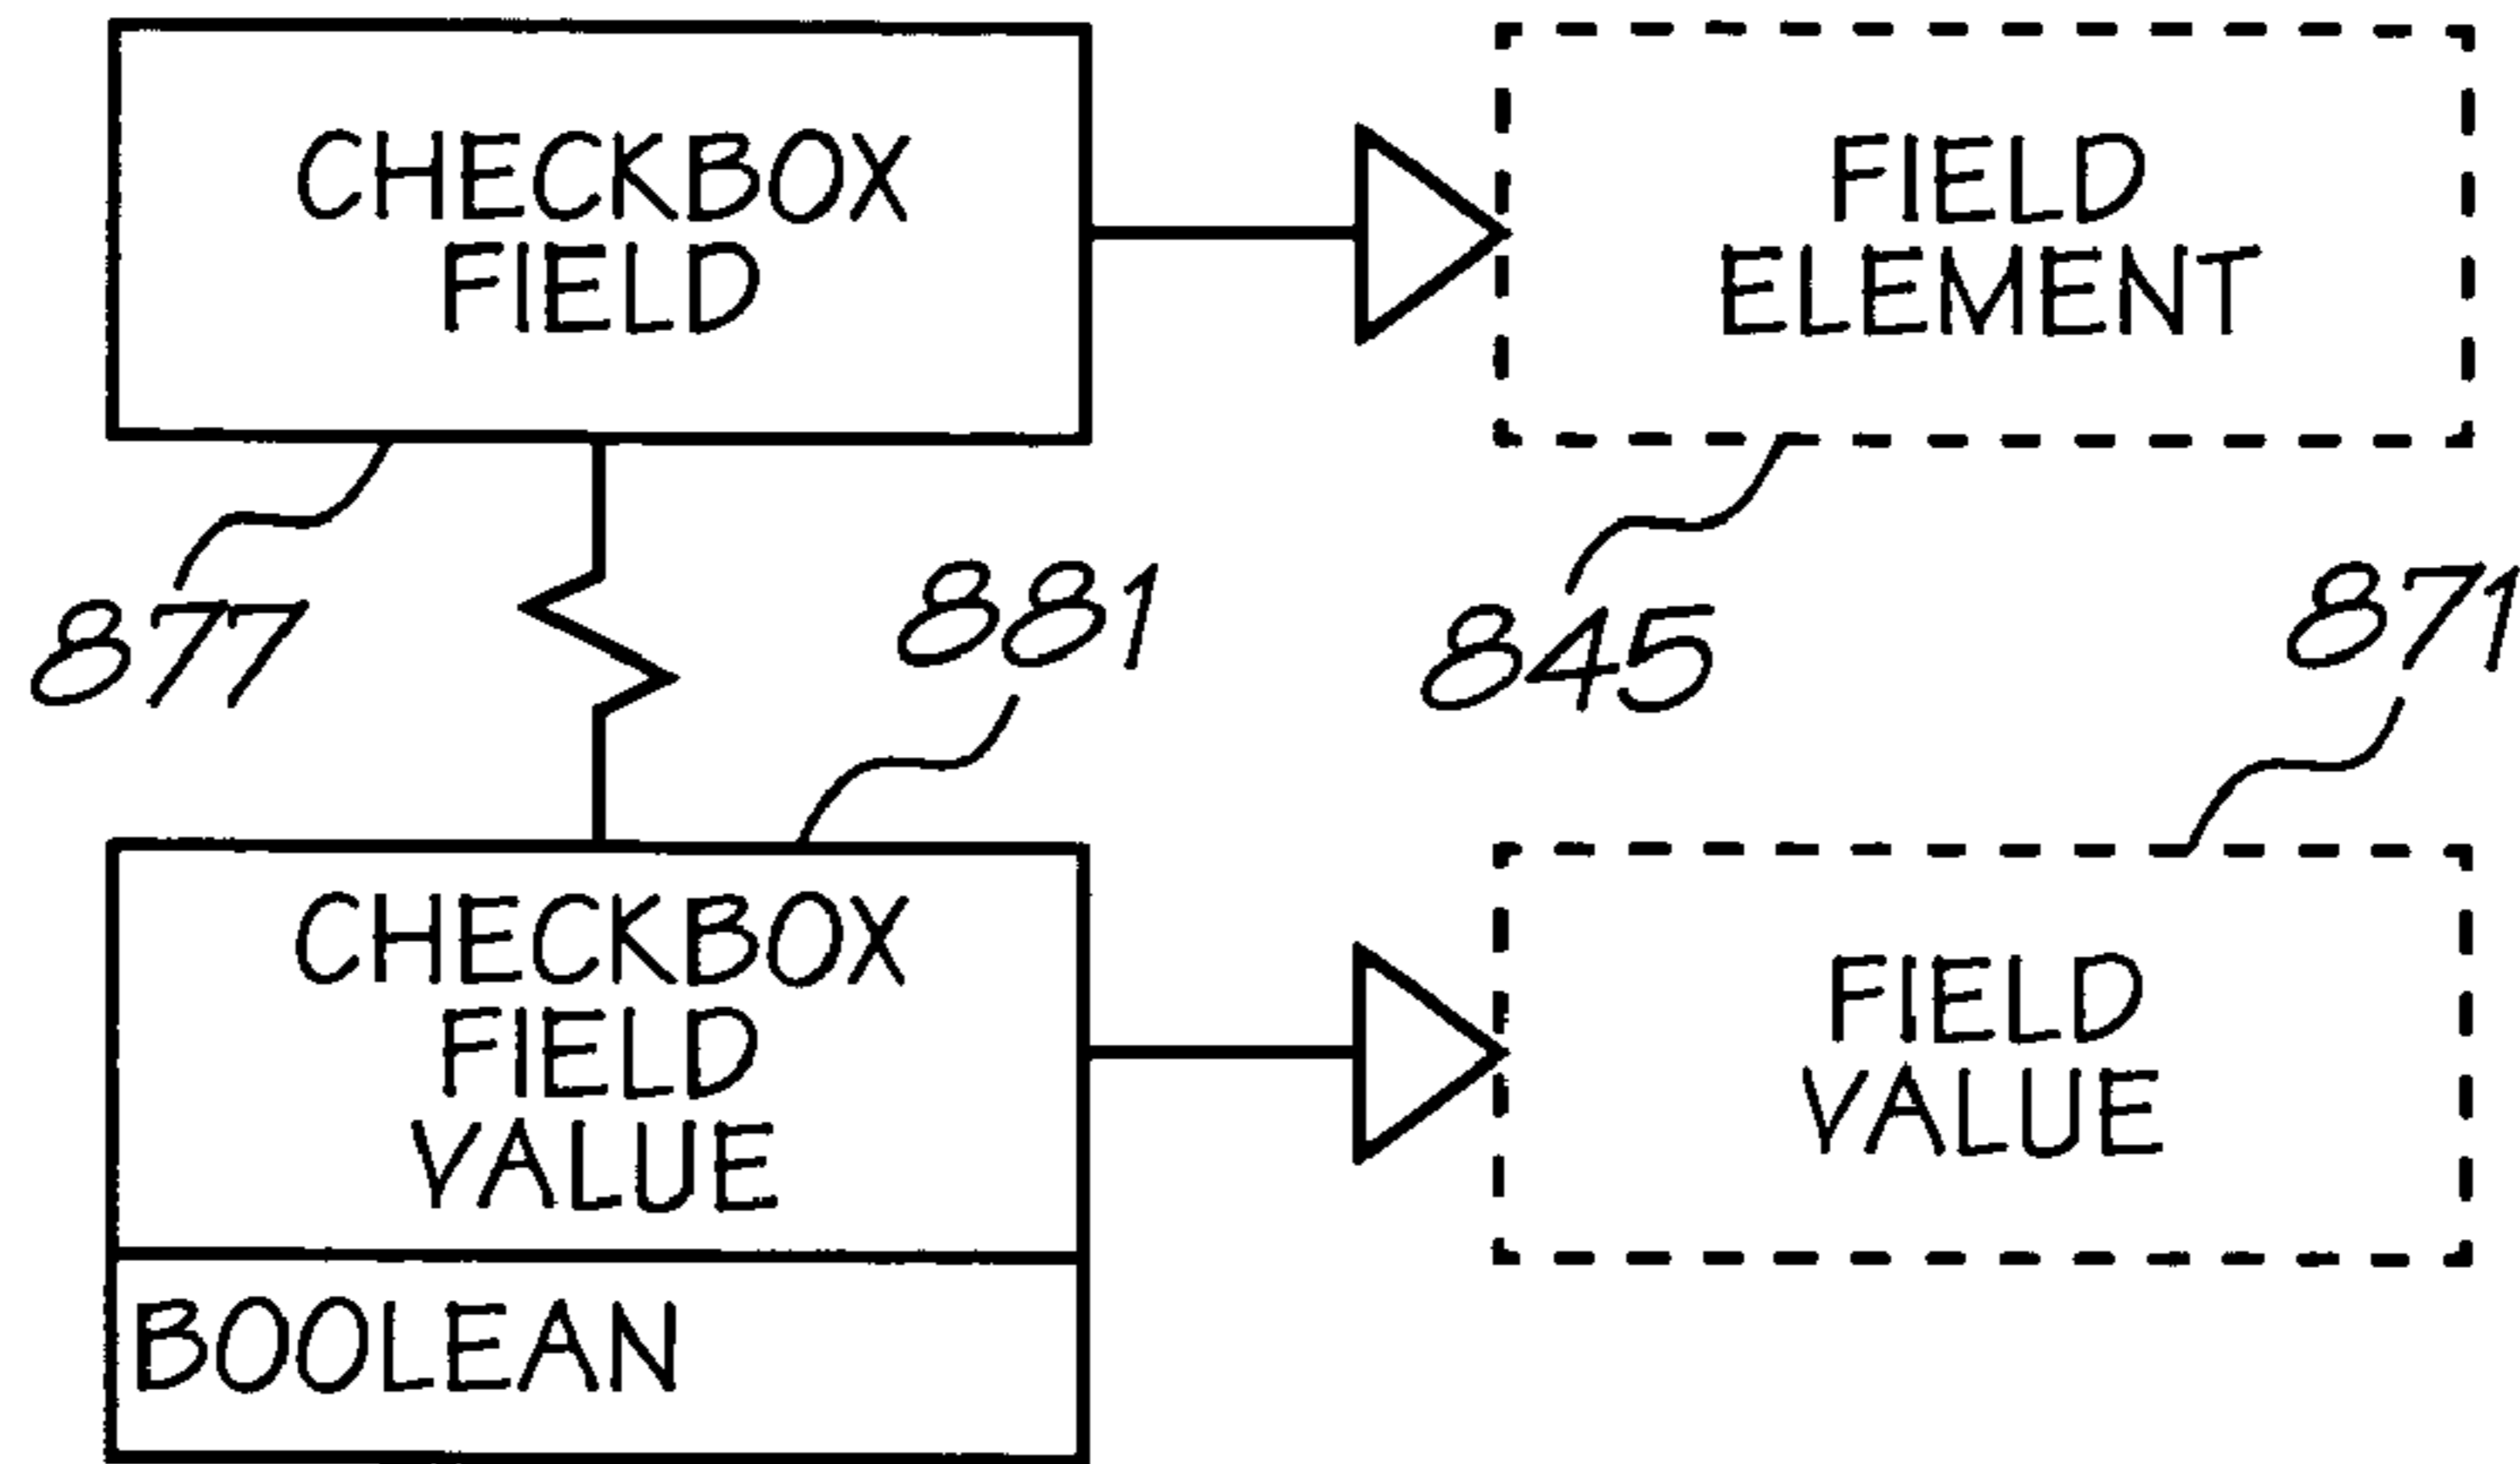 CHECKBOX
FIELD
FIELD
ELEMENT
877
881
845
871
CHECKBOX
FIELD
VALUE
FIELD
VALUE
BOOLEAN